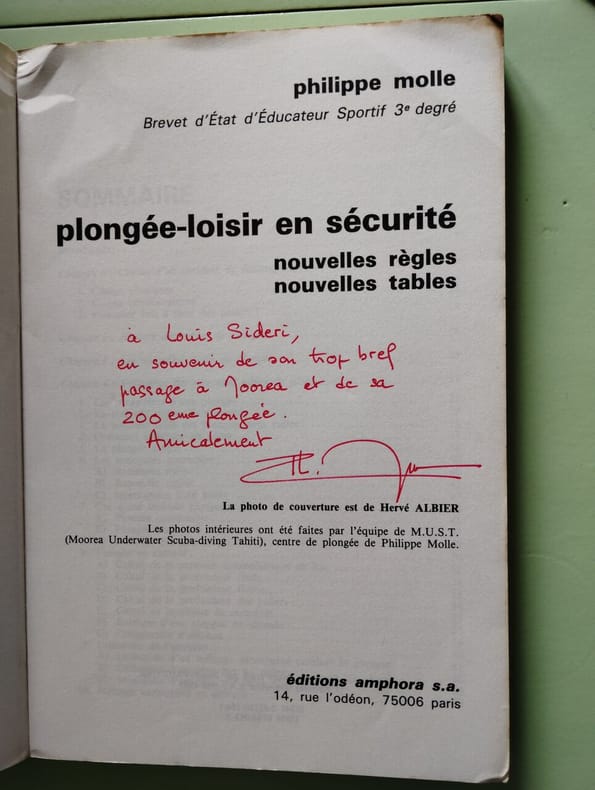 philippe molle
Brevet d'État d'Éducateur Sportif 3e degré
SOMMAIRE
plongée-loisir en sécurité
nouvelles règles
nouvelles tables
à Louis Sideri,
en souvenir de son trop bref
passage à Moorea et de sa
200 eme plongée.
Amicalement
La photo de couverture est de Hervé ALBIER
Les photos intérieures ont été faites par l'équipe de M.U.S.T.
(Moorea Underwater Scuba-diving Tahiti), centre de plongée de Philippe Molle.
éditions amphora s.a.
14, rue l'odéon, 75006 paris